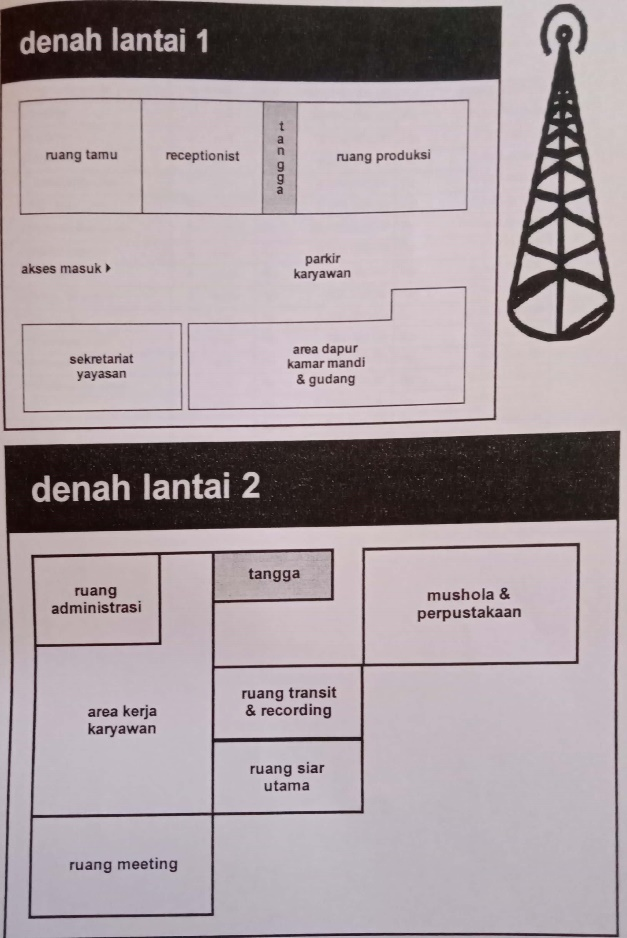 denah lantai 1
ruang tamu
receptionist
tangga
ruang produksi
akses masuk
parkir
karyawan
sekretariat
yayasan
area dapur
kamar mandi
& gudang
denah lantai 2
ruang
administrasi
tangga
mushola &
perpustakaan
area kerja
karyawan
ruang transit
& recording
ruang siar
utama
ruang meeting